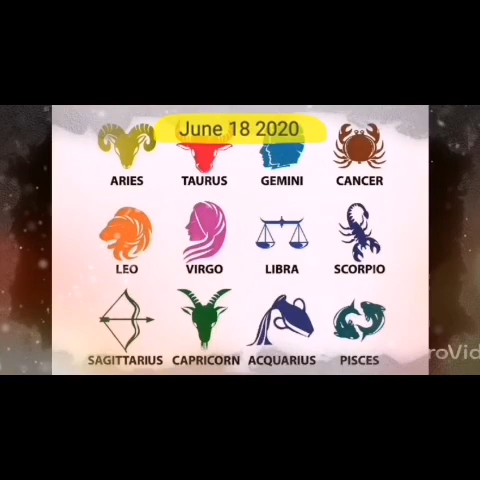 June 18 2020
ARIES TAURUS GEMINI CANCER
LEO VIRGO LIBRA SCORPIO
SAGITTARIUS CAPRICORN ACQUARIUS PISCES